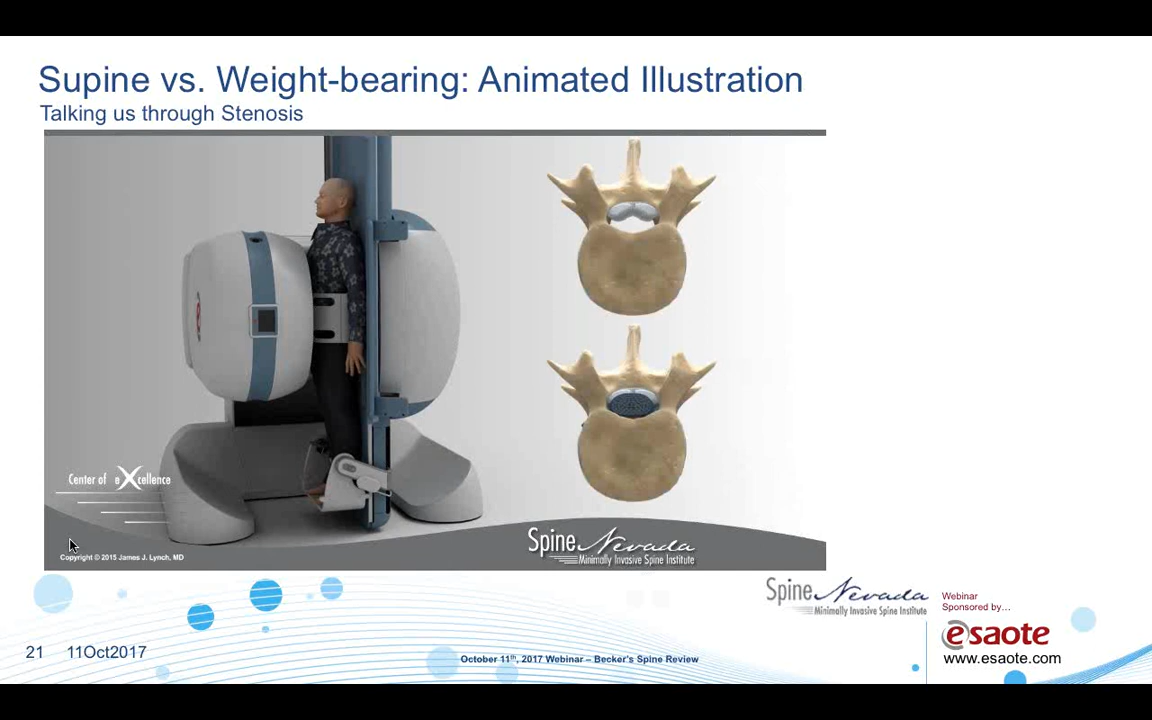 Supine vs. Weight-bearing: Animated Illustration
Talking us through Stenosis
Center of eXcellence
Copyright © 2015 James J. Lynch, MD
Spine Nevada
Minimally Invasive Spine Institute
Spine Nevada
Minimally Invasive Spine Institute
Webinar
Sponsored by...
esaote
www.esaote.com
21 11Oct2017
October 11th, 2017 Webinar – Becker's Spine Review